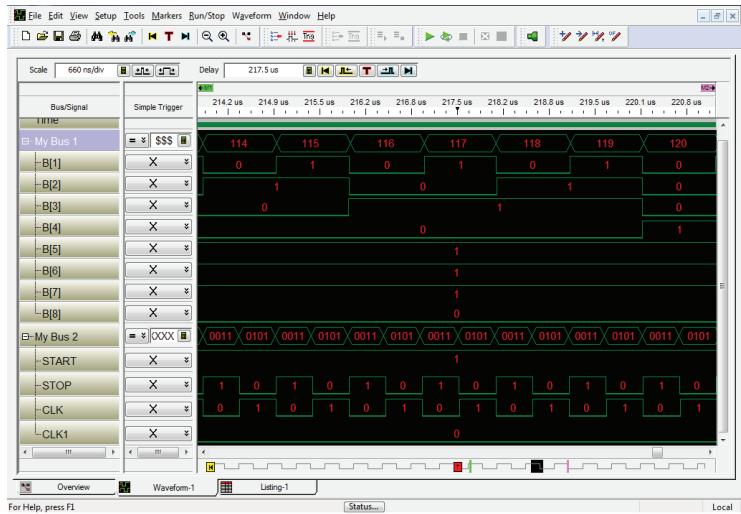 File Edit View Setup Tools Markers Run/Stop Waveform Window Help
Scale 660 ns/div Delay 217.5 us
M1 M2
Bus/Signal Simple Trigger 214.2 us 214.9 us 215.5 us 216.2 us 216.8 us 217.5 us 218.2 us 218.8 us 219.5 us 220.1 us 220.8 us
Time
My Bus 1 = $$$ 114 115 116 117 118 119 120
B[1] X 0 1 0 1 0 1 0
B[2] X 1 0 1 0
B[3] X 0 1 0
B[4] X 0 1
B[5] X 1
B[6] X 1
B[7] X 1
B[8] X 0
My Bus 2 = XXX 0011 0101 0011 0101 0011 0101 0011 0101 0011 0101 0011 0101 0011 0101
START X 1
STOP X 1 0 1 0 1 0 1 0 1 0 1 0 1 0
CLK X 0 1 0 1 0 1 0 1 0 1 0 1 0 1
CLK1 X 0
Overview Waveform-1 Listing-1
For Help, press F1 Status... Local